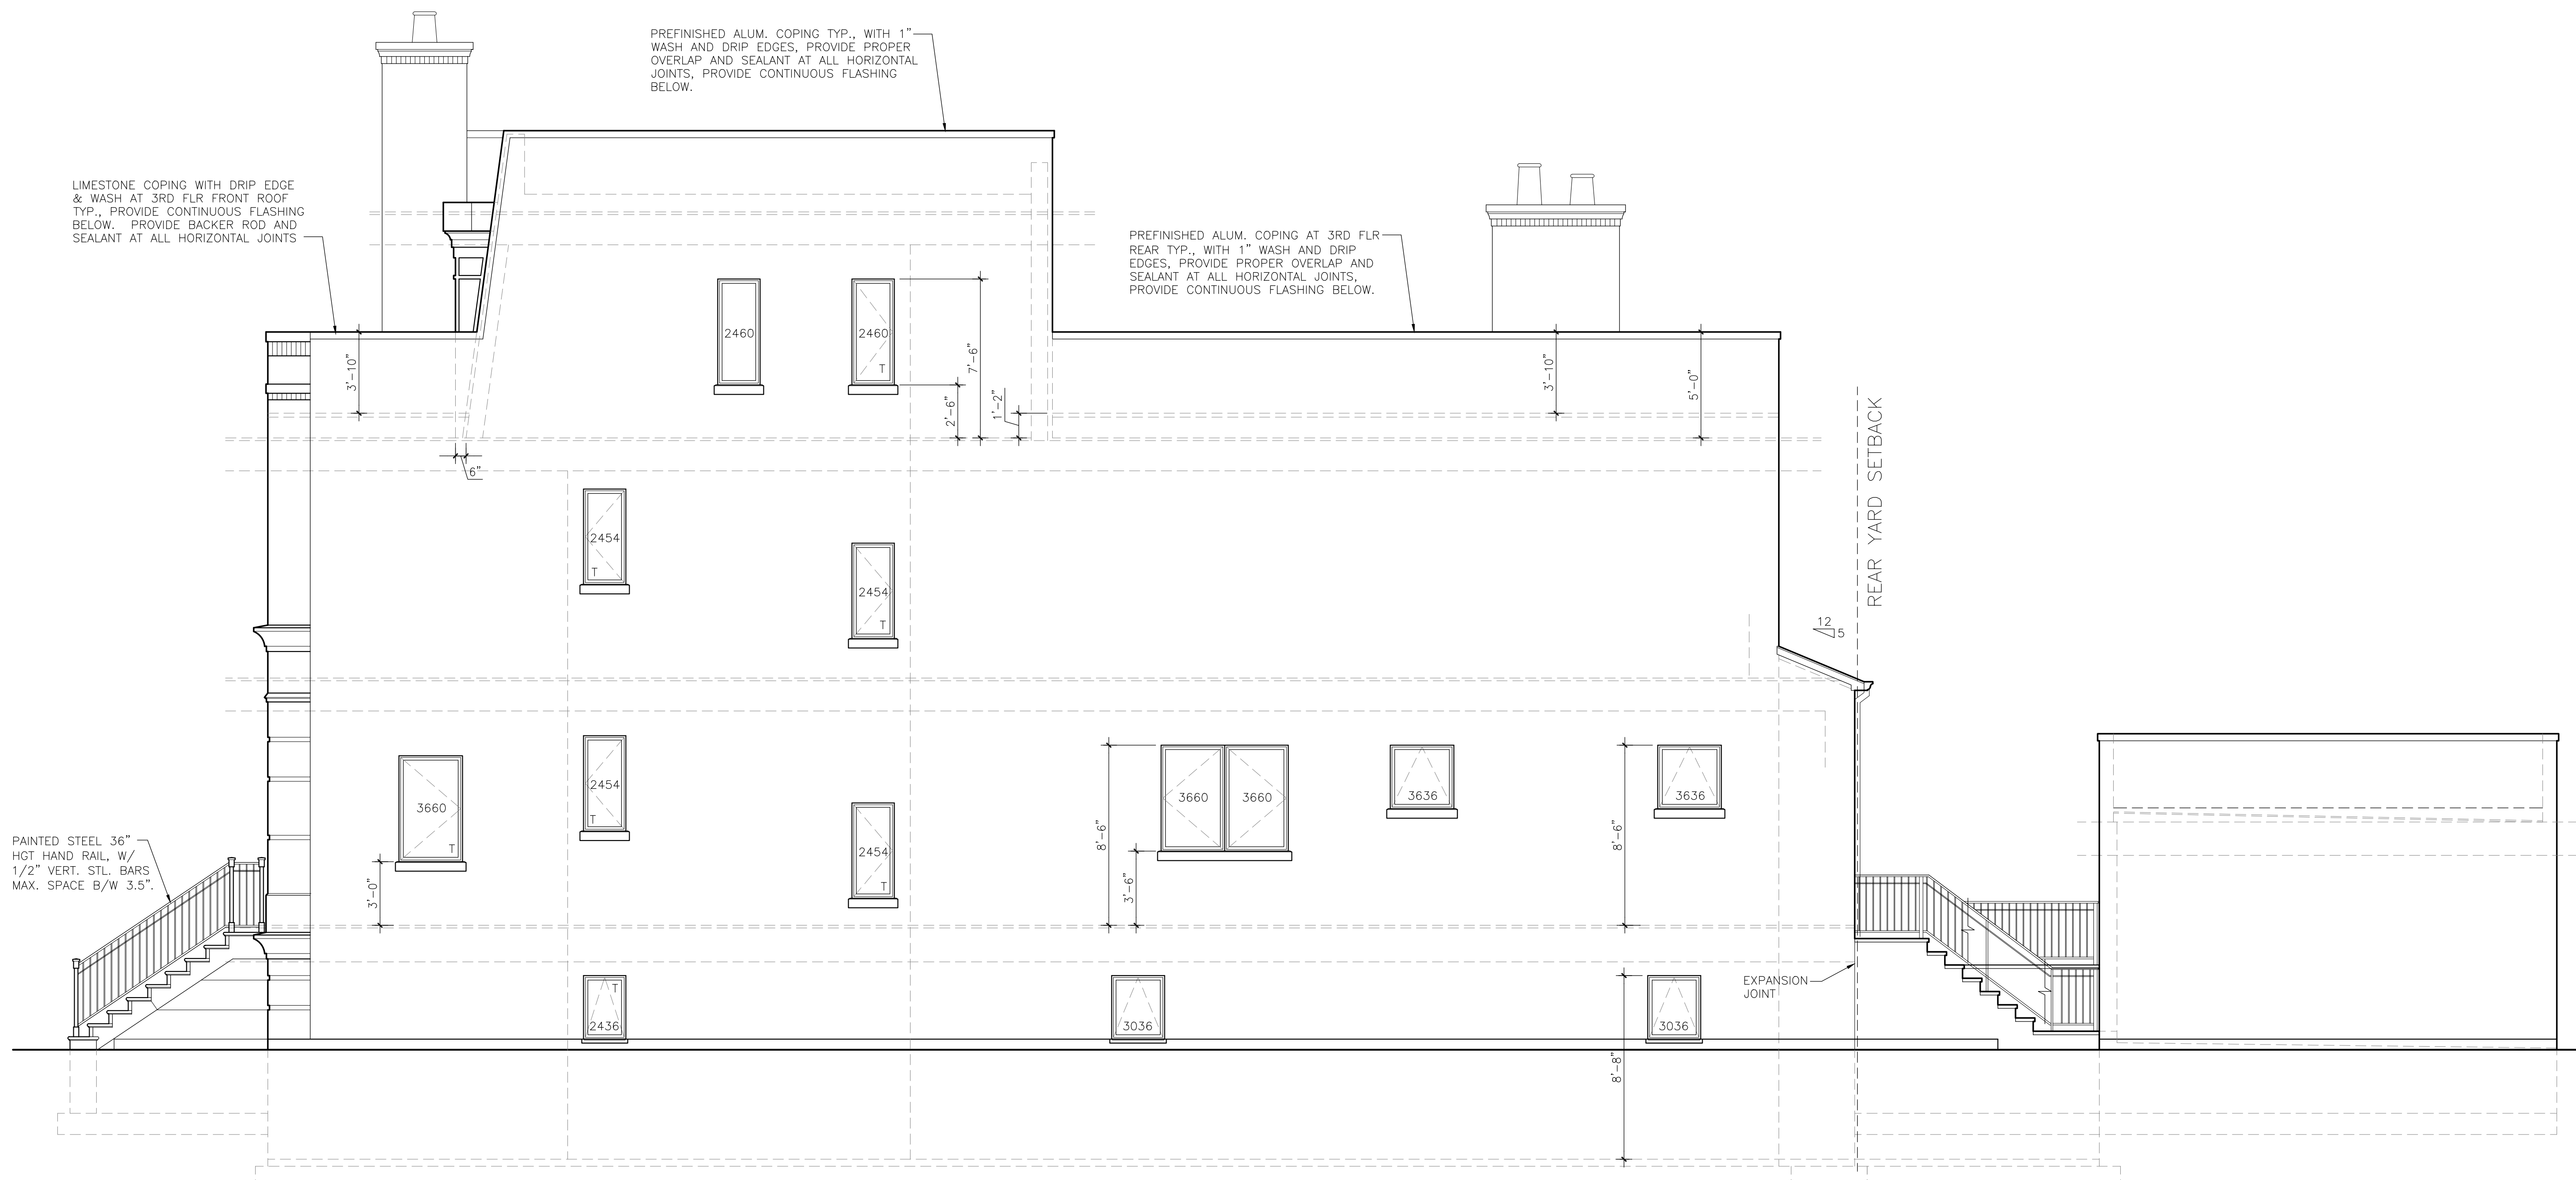 PREFINISHED ALUM. COPING TYP., WITH 1"
WASH AND DRIP EDGES, PROVIDE PROPER
OVERLAP AND SEALANT AT ALL HORIZONTAL
JOINTS, PROVIDE CONTINUOUS FLASHING
BELOW.
LIMESTONE COPING WITH DRIP EDGE
& WASH AT 3RD FLR FRONT ROOF
TYP., PROVIDE CONTINUOUS FLASHING
BELOW. PROVIDE BACKER ROD AND
SEALANT AT ALL HORIZONTAL JOINTS
PREFINISHED ALUM. COPING AT 3RD FLR
REAR TYP., WITH 1" WASH AND DRIP
EDGES, PROVIDE PROPER OVERLAP AND
SEALANT AT ALL HORIZONTAL JOINTS,
PROVIDE CONTINUOUS FLASHING BELOW.
2460
2460
T
3'-10"
7'-6"
2'-6"
1'-2"
3'-10"
5'-0"
6"
REAR YARD SETBACK
2454
T
2454
T
12
5
3660
T
2454
T
2454
T
3660
3660
3636
3636
8'-6"
3'-6"
8'-6"
3'-0"
PAINTED STEEL 36"
HGT HAND RAIL, W/
1/2" VERT. STL. BARS
MAX. SPACE B/W 3.5".
EXPANSION
JOINT
T
2436
3036
3036
8'-8"